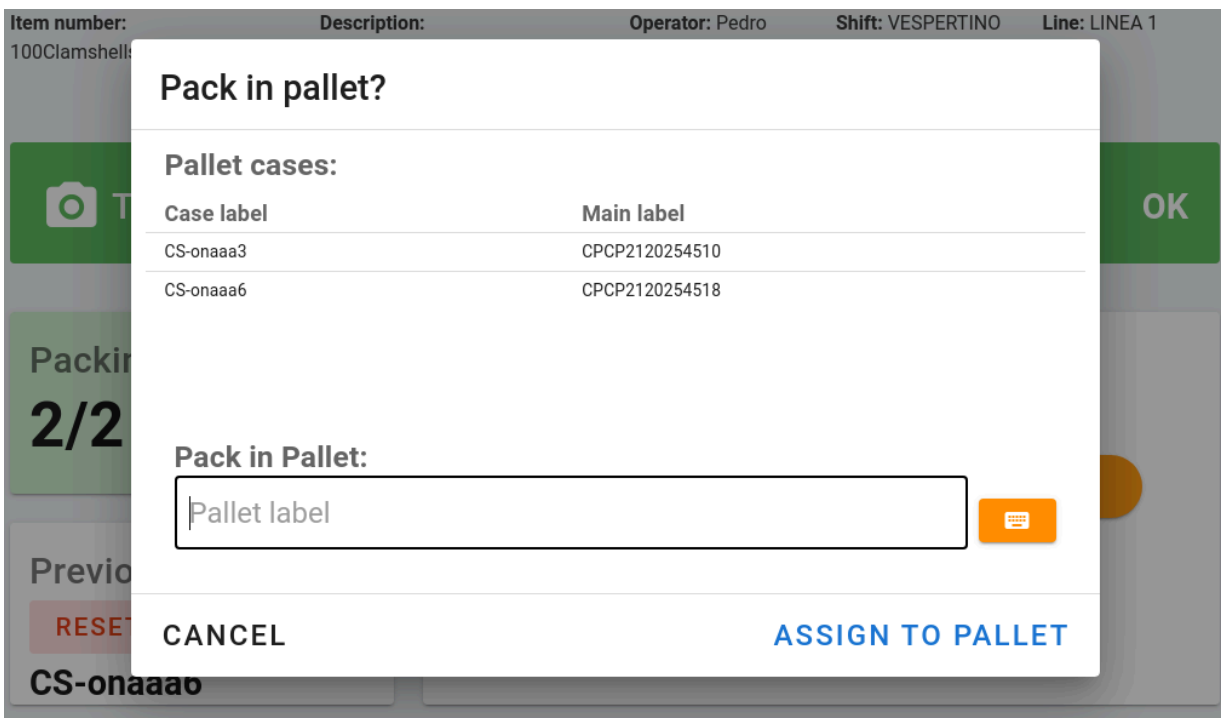 Item number: Description: Operator: Pedro Shift: VESPERTINO Line: LINEA 1
100Clamshells
Pack in pallet?
Pallet cases:
Case label Main label
CS-onaaa3 CPCP2120254510
CS-onaaa6 CPCP2120254518
OK
2/2
Pack in Pallet:
Pallet label
RESET
CANCEL ASSIGN TO PALLET
CS-onaaa6